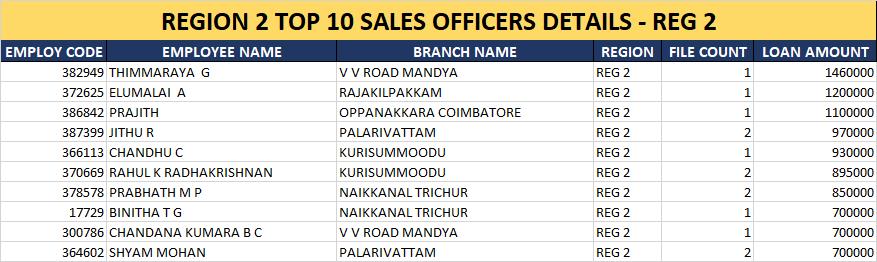 REGION 2 TOP 10 SALES OFFICERS DETAILS - REG 2
EMPLOY CODE EMPLOYEE NAME BRANCH NAME REGION FILE COUNT LOAN AMOUNT
382949 THIMMARAYA  G V V ROAD MANDYA REG 2 1 1460000
372625 ELUMALAI  A RAJAKILPAKKAM REG 2 1 1200000
386842 PRAJITH OPPANAKKARA COIMBATORE REG 2 1 1100000
387399 JITHU R PALARIVATTAM REG 2 2 970000
366113 CHANDHU C KURISUMMOODU REG 2 1 930000
370669 RAHUL K RADHAKRISHNAN KURISUMMOODU REG 2 2 895000
378578 PRABHATH M P NAIKKANAL TRICHUR REG 2 2 850000
17729 BINITHA T G NAIKKANAL TRICHUR REG 2 1 700000
300786 CHANDANA KUMARA B C V V ROAD MANDYA REG 2 1 700000
364602 SHYAM MOHAN PALARIVATTAM REG 2 2 700000